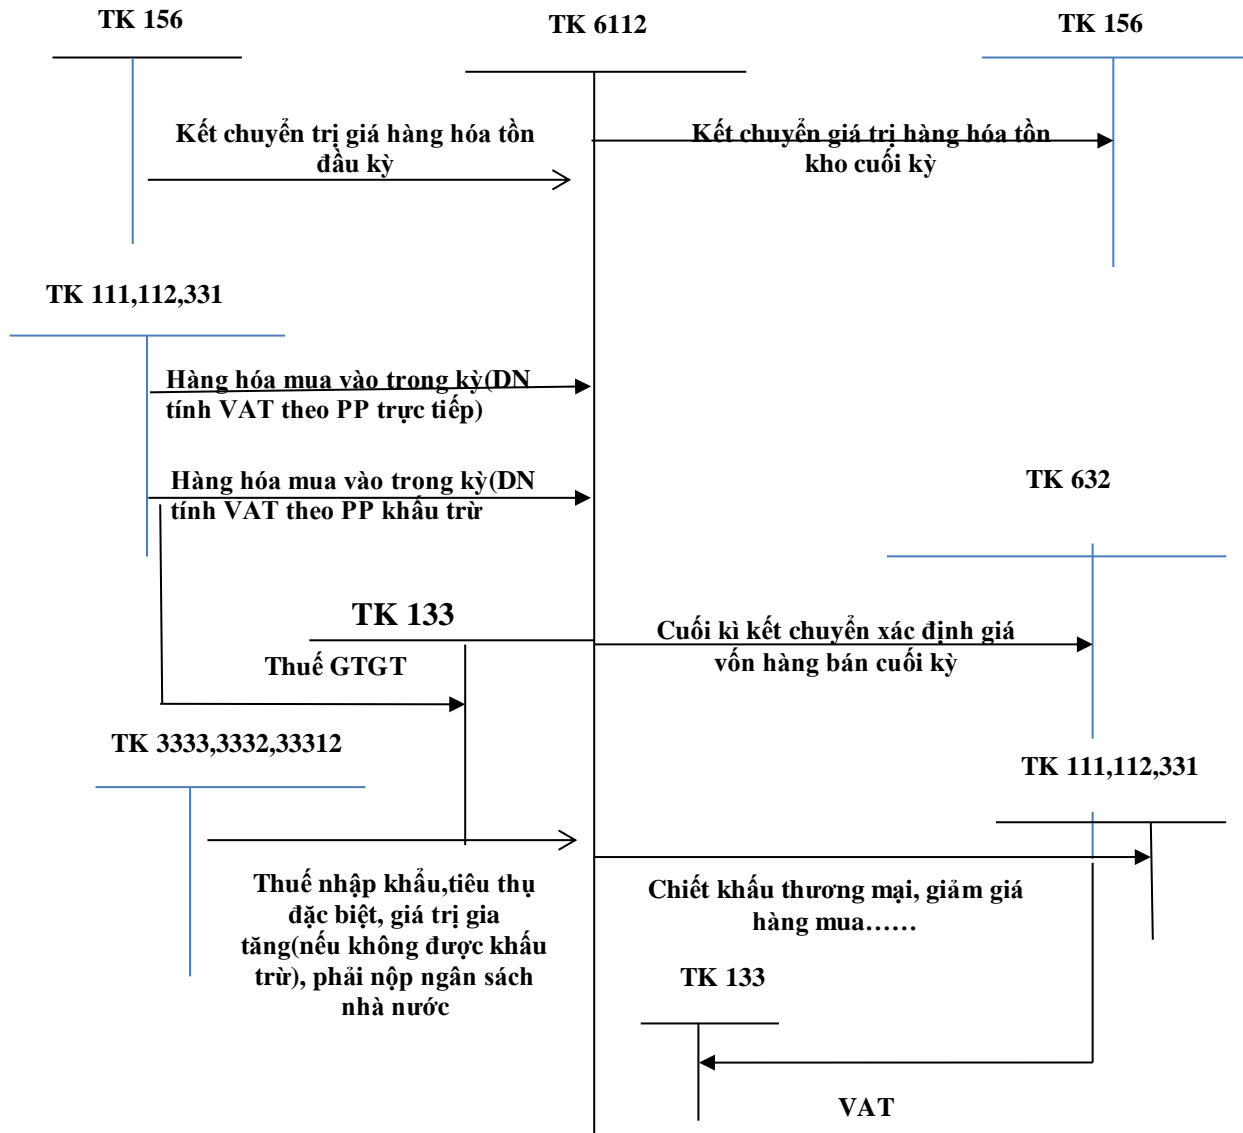 TK 156
TK 6112
TK 156
Kết chuyển trị giá hàng hóa tồn
đầu kỳ
Kết chuyển giá trị hàng hóa tồn
kho cuối kỳ
TK 111,112,331
Hàng hóa mua vào trong kỳ(DN
tính VAT theo PP trực tiếp)
Hàng hóa mua vào trong kỳ(DN
tính VAT theo PP khấu trừ
TK 632
TK 133
Cuối kì kết chuyển xác định giá
vốn hàng bán cuối kỳ
Thuế GTGT
TK 3333,3332,33312
TK 111,112,331
Thuế nhập khẩu,tiêu thụ
đặc biệt, giá trị gia
tăng(nếu không được khấu
trừ), phải nộp ngân sách
nhà nước
Chiết khấu thương mại, giảm giá
hàng mua……
TK 133
VAT